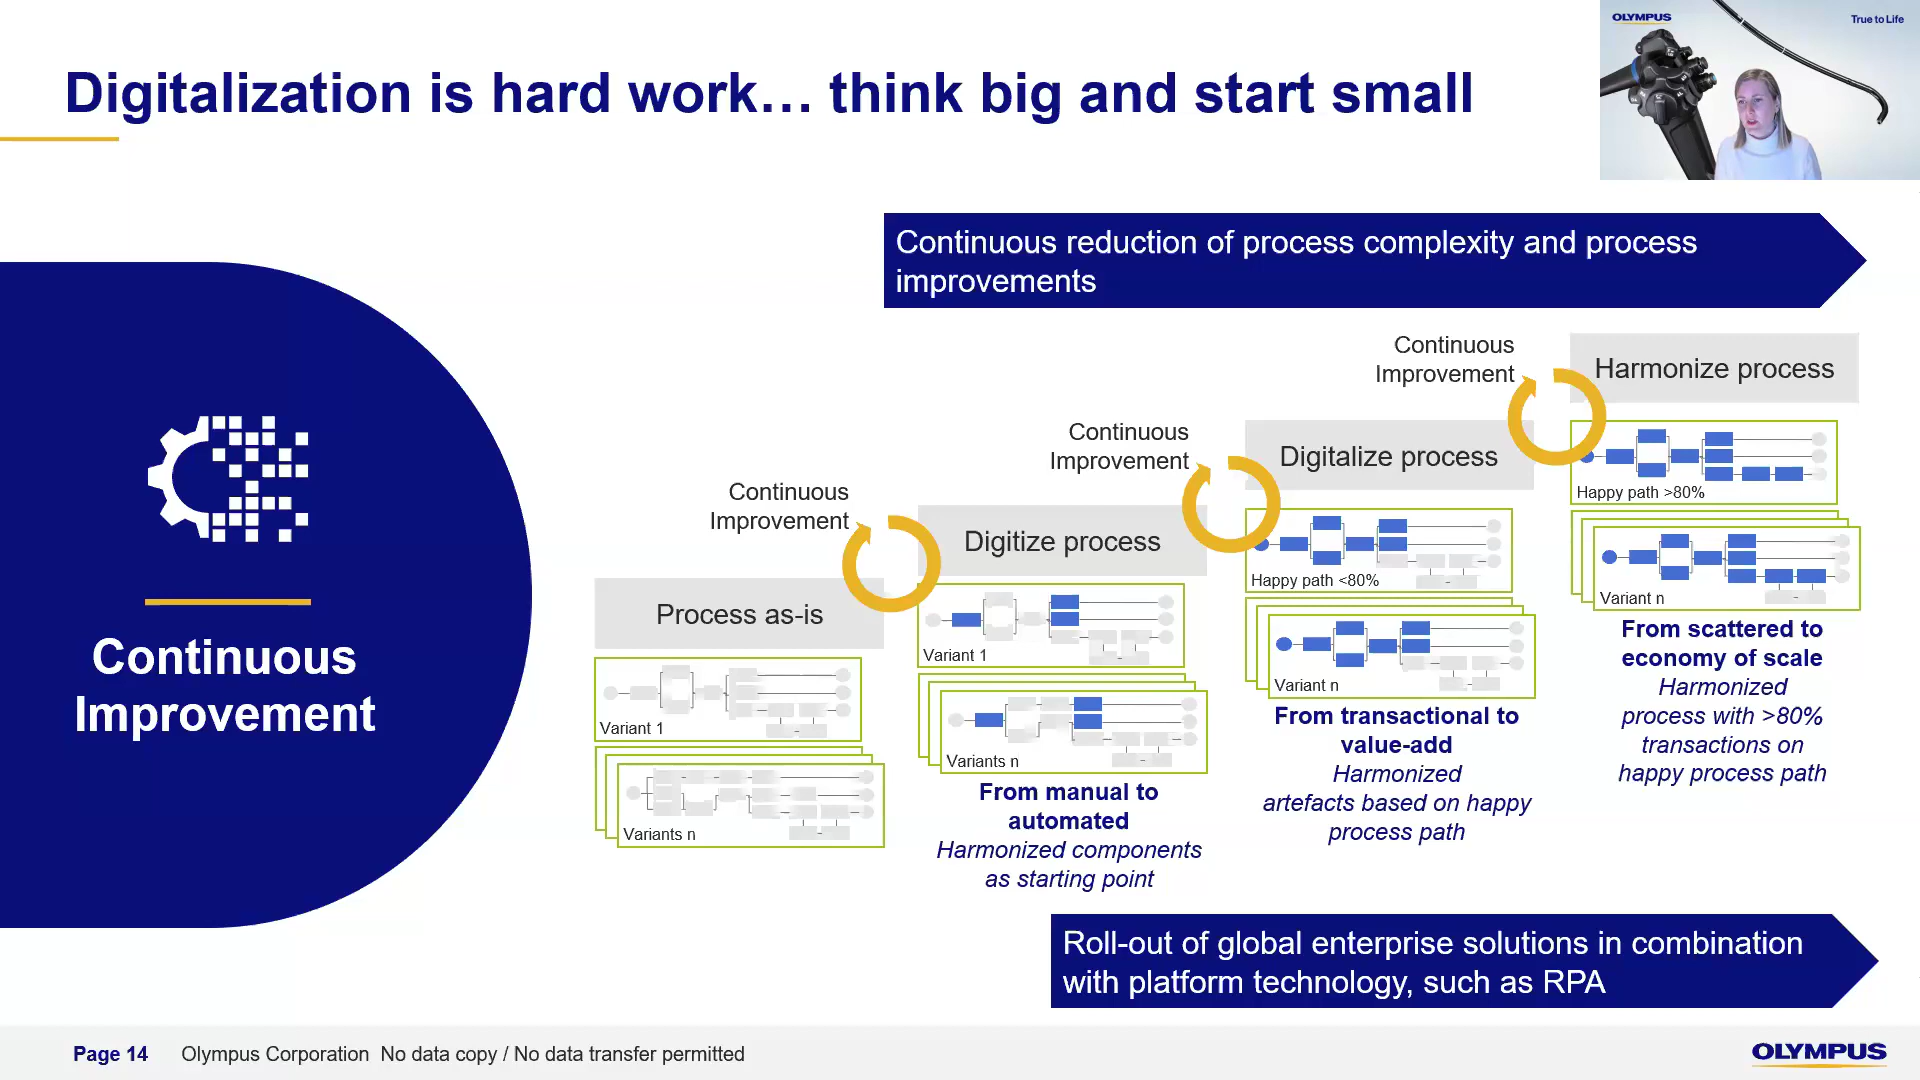 OLYMPUS
True to Life
Digitalization is hard work… think big and start small
Continuous reduction of process complexity and process
improvements
Continuous
Improvement
Process as-is
Variant 1
Variants n
Continuous
Improvement
Digitize process
Variant 1
Variants n
From manual to
automated
Harmonized components
as starting point
Continuous
Improvement
Digitalize process
Happy path <80%
Variant n
From transactional to
value-add
Harmonized
artefacts based on happy
process path
Continuous
Improvement
Harmonize process
Happy path >80%
Variant n
From scattered to
economy of scale
Harmonized
process with >80%
transactions on
happy process path
Roll-out of global enterprise solutions in combination
with platform technology, such as RPA
Page 14 Olympus Corporation No data copy / No data transfer permitted
OLYMPUS